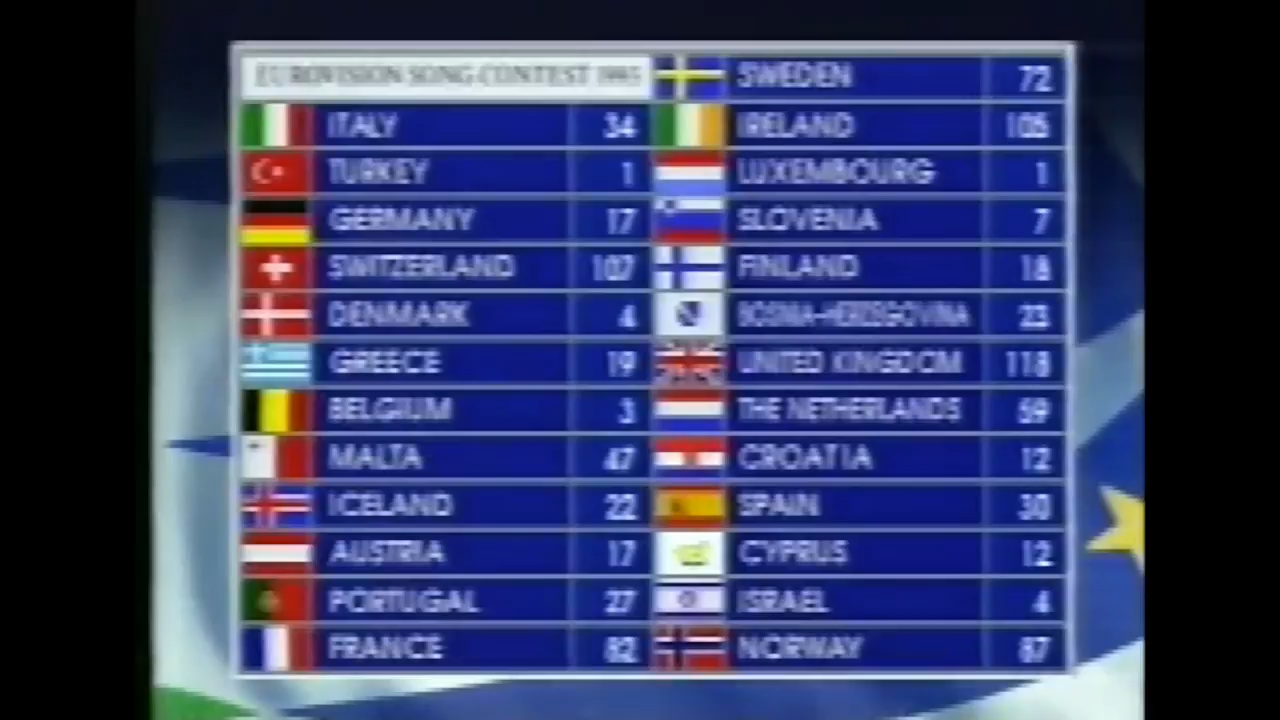 EUROVISION SONG CONTEST 1993
ITALY 34
TURKEY 1
GERMANY 17
SWITZERLAND 107
DENMARK 4
GREECE 19
BELGIUM 3
MALTA 47
ICELAND 22
AUSTRIA 17
PORTUGAL 27
FRANCE 82
SWEDEN 72
IRELAND 105
LUXEMBOURG 1
SLOVENIA 7
FINLAND 18
BOSNIA-HERZEGOVINA 23
UNITED KINGDOM 118
THE NETHERLANDS 59
CROATIA 12
SPAIN 30
CYPRUS 12
ISRAEL 4
NORWAY 87